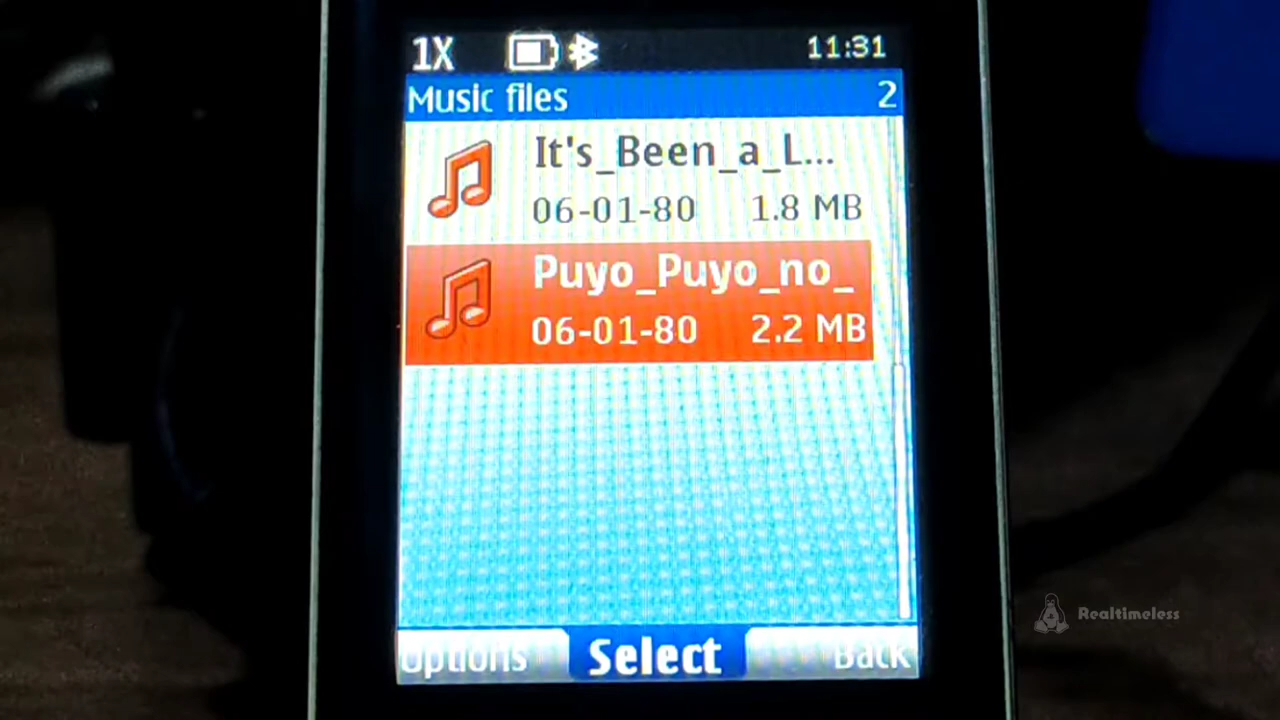 1X 11:31
Music files 2
It's_Been_a_L...
06-01-80 1.8 MB
Puyo_Puyo_no_
06-01-80 2.2 MB
Options Select Back
Realtimeless